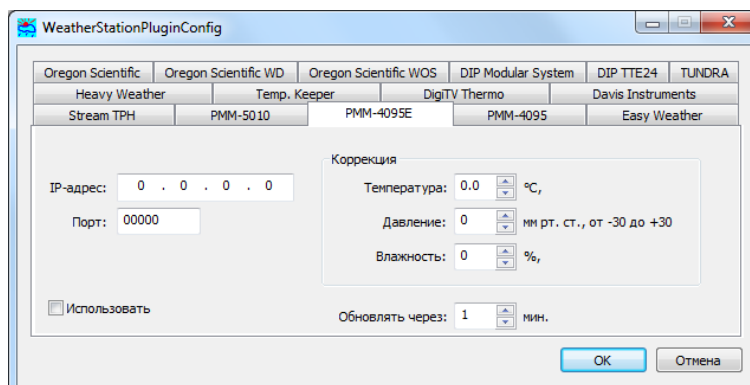 WeatherStationPluginConfig
Oregon Scientific Oregon Scientific WD Oregon Scientific WOS DIP Modular System DIP TTE24 TUNDRA
Heavy Weather Temp. Keeper DigiTV Thermo Davis Instruments
Stream TPH PMM-5010 PMM-4095E PMM-4095 Easy Weather
Коррекция
IP-адрес: 0 . 0 . 0 . 0 Температура: 0.0 ºC,
Порт: 00000 Давление: 0 мм рт. ст., от -30 до +30
Влажность: 0 %,
Использовать Обновлять через: 1 мин.
OK Отмена